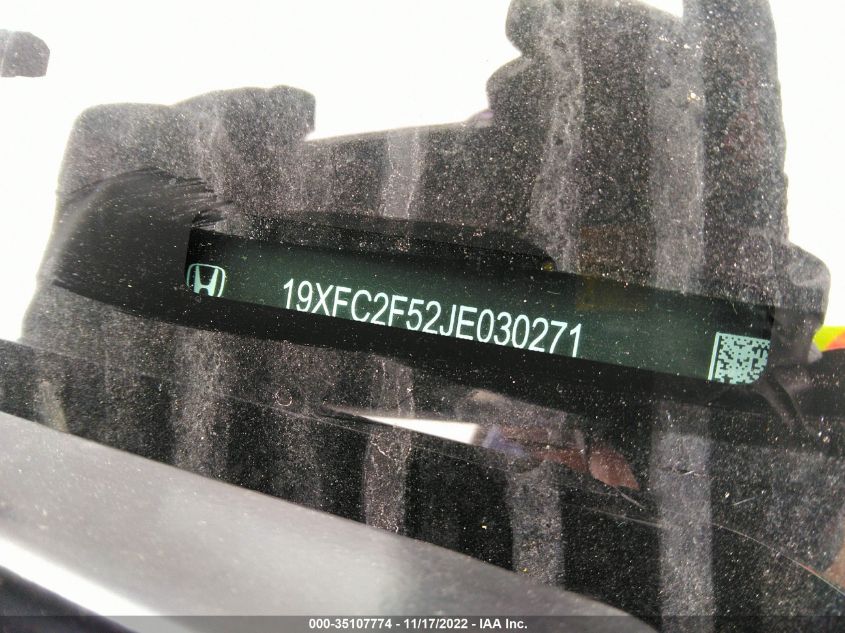 19XFC2F52JE030271
000-35107774 - 11/17/2022 - IAA Inc.